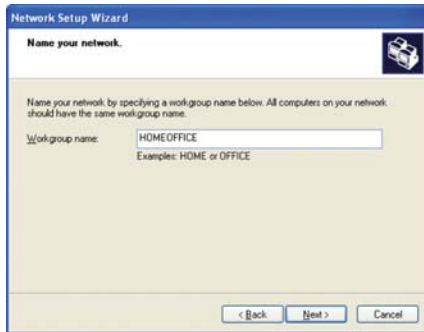 Network Setup Wizard
Name your network.
Name your network by specifying a workgroup name below. All computers on your network
should have the same workgroup name.
Workgroup name: HOMEOFFICE
Examples: HOME or OFFICE
< Back Next > Cancel